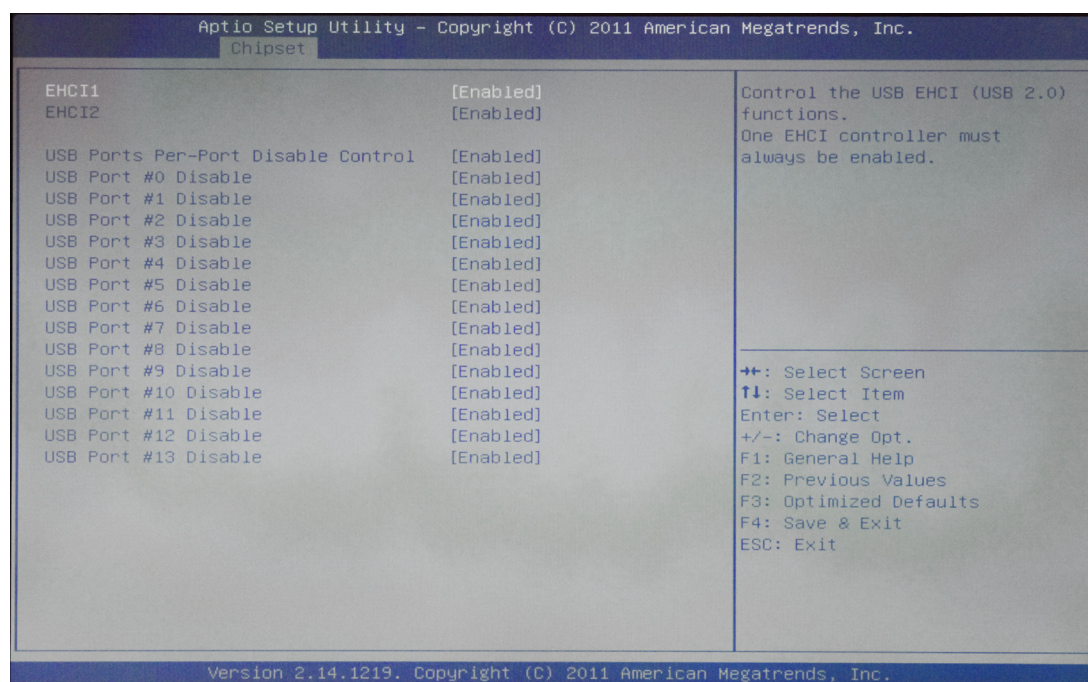 Aptio Setup Utility – Copyright (C) 2011 American Megatrends, Inc.
Chipset
EHCI1 [Enabled]
EHCI2 [Enabled]
USB Ports Per-Port Disable Control [Enabled]
USB Port #0 Disable [Enabled]
USB Port #1 Disable [Enabled]
USB Port #2 Disable [Enabled]
USB Port #3 Disable [Enabled]
USB Port #4 Disable [Enabled]
USB Port #5 Disable [Enabled]
USB Port #6 Disable [Enabled]
USB Port #7 Disable [Enabled]
USB Port #8 Disable [Enabled]
USB Port #9 Disable [Enabled]
USB Port #10 Disable [Enabled]
USB Port #11 Disable [Enabled]
USB Port #12 Disable [Enabled]
USB Port #13 Disable [Enabled]
Control the USB EHCI (USB 2.0)
functions.
One EHCI controller must
always be enabled.
→←: Select Screen
↑↓: Select Item
Enter: Select
+/-: Change Opt.
F1: General Help
F2: Previous Values
F3: Optimized Defaults
F4: Save & Exit
ESC: Exit
Version 2.14.1219. Copyright (C) 2011 American Megatrends, Inc.